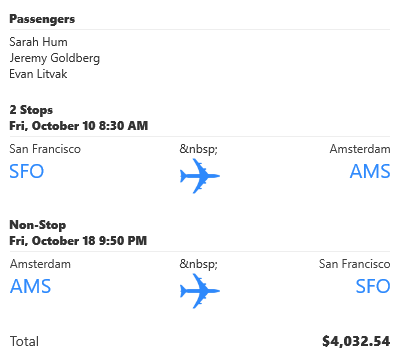 Passengers
Sarah Hum
Jeremy Goldberg
Evan Litvak
2 Stops
Fri, October 10 8:30 AM
San Francisco &nbsp; Amsterdam
SFO AMS
Non-Stop
Fri, October 18 9:50 PM
Amsterdam &nbsp; San Francisco
AMS SFO
Total $4,032.54